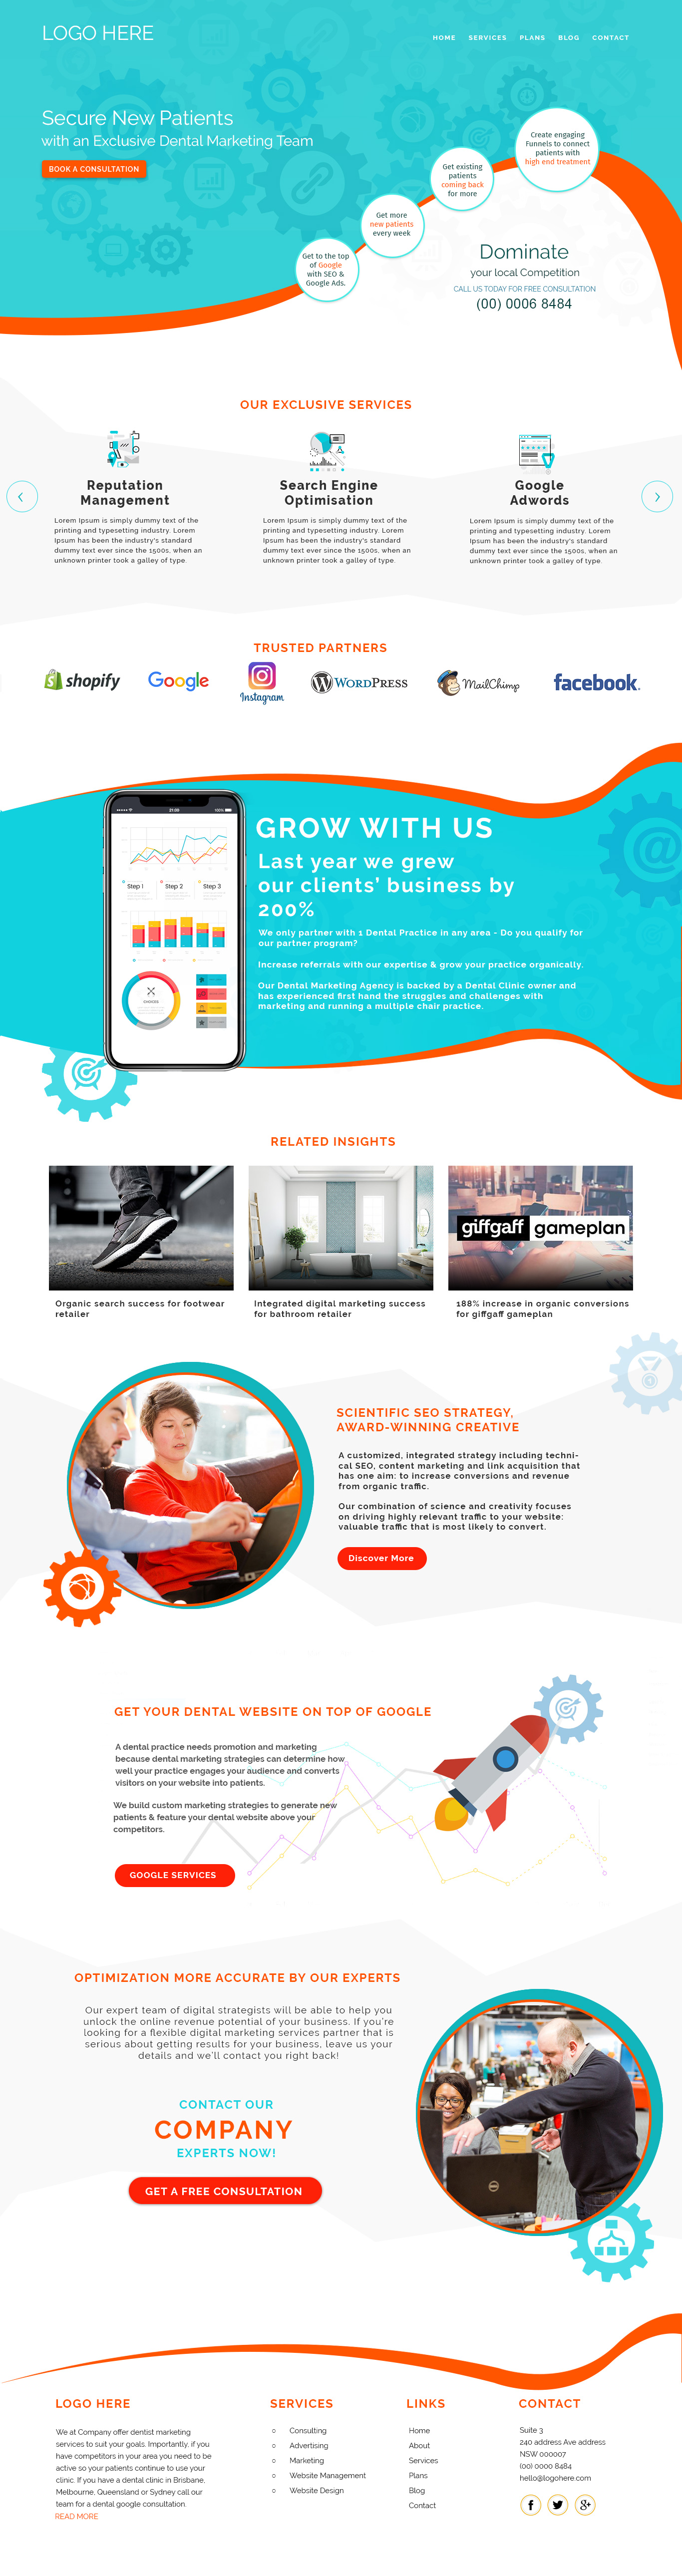 LOGO HERE
HOME SERVICES PLANS BLOG CONTACT
Secure New Patients
with an Exclusive Dental Marketing Team
BOOK A CONSULTATION
Create engaging
Funnels to connect
patients with
high end treatment
Get existing
patients
coming back
for more
Get more
new patients
every week
Get to the top
of Google
with SEO &
Google Ads.
Dominate
your local Competition
CALL US TODAY FOR FREE CONSULTATION
(00) 0006 8484
OUR EXCLUSIVE SERVICES
Reputation
Management
Lorem Ipsum is simply dummy text of the
printing and typesetting industry. Lorem
Ipsum has been the industry's standard
dummy text ever since the 1500s, when an
unknown printer took a galley of type.
Search Engine
Optimisation
Lorem Ipsum is simply dummy text of the
printing and typesetting industry. Lorem
Ipsum has been the industry's standard
dummy text ever since the 1500s, when an
unknown printer took a galley of type.
Google
Adwords
Lorem Ipsum is simply dummy text of the
printing and typesetting industry. Lorem
Ipsum has been the industry's standard
dummy text ever since the 1500s, when an
unknown printer took a galley of type.
TRUSTED PARTNERS
shopify
Google
Instagram
WORDPRESS
MailChimp
facebook.
21:05 100%
Step 1 Step 2 Step 3
GROW WITH US
Last year we grew
our clients' business by
200%
We only partner with 1 Dental Practice in any area - Do you qualify for
our partner program?
Increase referrals with our expertise & grow your practice organically.
Our Dental Marketing Agency is backed by a Dental Clinic owner and
has experienced first hand the struggles and challenges with
marketing and running a multiple chair practice.
RELATED INSIGHTS
giffgaff gameplan
Organic search success for footwear
retailer
Integrated digital marketing success
for bathroom retailer
188% increase in organic conversions
for giffgaff gameplan
SCIENTIFIC SEO STRATEGY,
AWARD-WINNING CREATIVE
A customized, integrated strategy including techni-
cal SEO, content marketing and link acquisition that
has one aim: to increase conversions and revenue
from organic traffic.
Our combination of science and creativity focuses
on driving highly relevant traffic to your website:
valuable traffic that is most likely to convert.
Discover More
GET YOUR DENTAL WEBSITE ON TOP OF GOOGLE
A dental practice needs promotion and marketing
because dental marketing strategies can determine how
well your practice engages your audience and converts
visitors on your website into patients.
We build custom marketing strategies to generate new
patients & feature your dental website above your
competitors.
GOOGLE SERVICES
OPTIMIZATION MORE ACCURATE BY OUR EXPERTS
Our expert team of digital strategists will be able to help you
unlock the online revenue potential of your business. If you're
looking for a flexible digital marketing services partner that is
serious about getting results for your business, leave us your
details and we'll contact you right back!
CONTACT OUR
COMPANY
EXPERTS NOW!
GET A FREE CONSULTATION
LOGO HERE
We at Company offer dentist marketing
services to suit your goals. Importantly, if you
have competitors in your area you need to be
active so your patients continue to use your
clinic. If you have a dental clinic in Brisbane,
Melbourne, Queensland or Sydney call our
team for a dental google consultation.
READ MORE
SERVICES
Consulting
Advertising
Marketing
Website Management
Website Design
LINKS
Home
About
Services
Plans
Blog
Contact
CONTACT
Suite 3
240 address Ave address
NSW 000007
(00) 0000 8484
hello@logohere.com